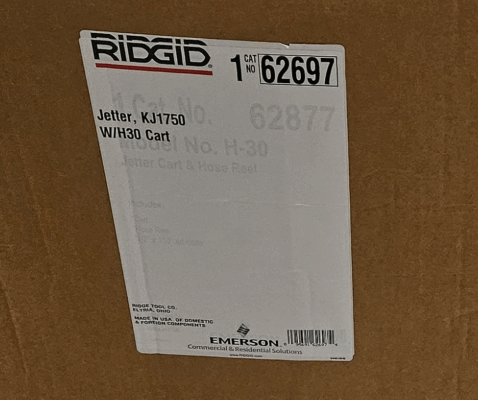 RIDGID
1 CAT NO 62697
1 Cat. No. 62877
Jetter, KJ1750
W/H30 Cart
Model No. H-30
Jetter Cart & Hose Reel
RIDGE TOOL CO.
ELYRIA, OHIO
MADE IN USA OF DOMESTIC
& FOREIGN COMPONENTS
EMERSON
Commercial & Residential Solutions